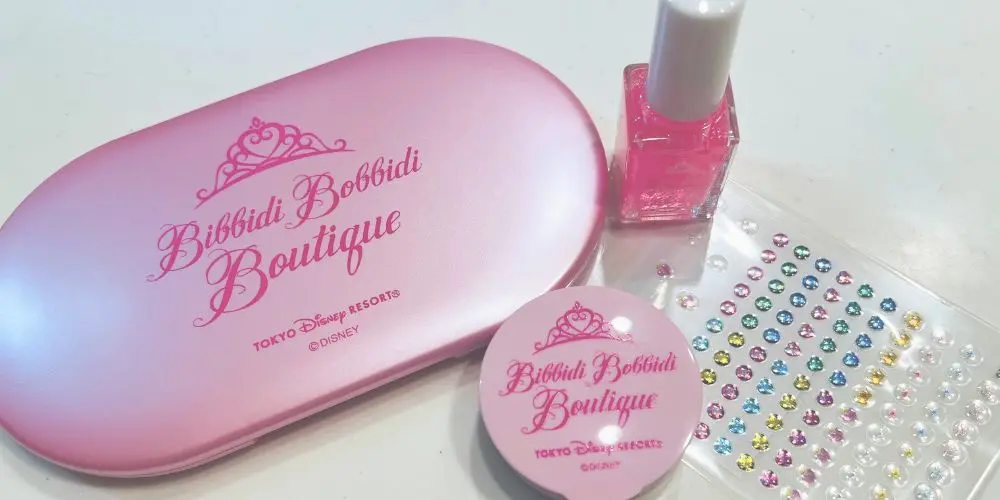 Bibbidi Bobbidi
Boutique
TOKYO Disney RESORT®
©DISNEY
Bibbidi Bobbidi
Boutique
TOKYO Disney RESORT®
©DISNEY